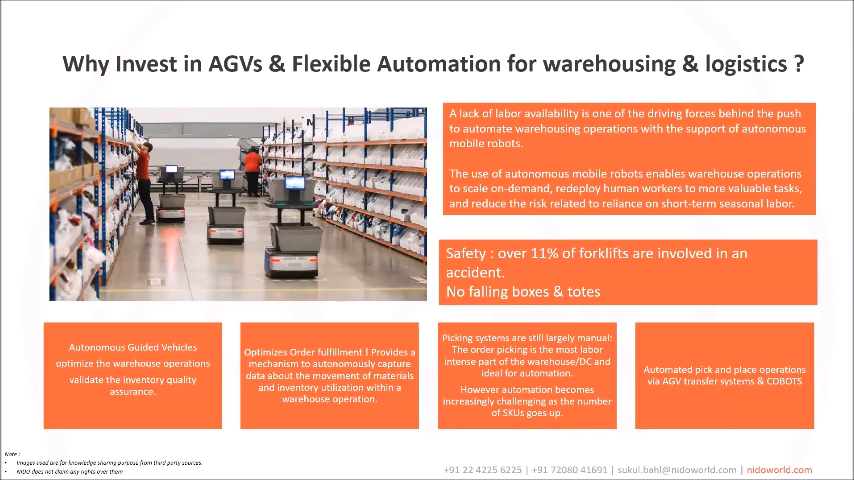 Why Invest in AGVs & Flexible Automation for warehousing & logistics ?
A lack of labor availability is one of the driving forces behind the push
to automate warehousing operations with the support of autonomous
mobile robots.
The use of autonomous mobile robots enables warehouse operations
to scale on-demand, redeploy human workers to more valuable tasks,
and reduce the risk related to reliance on short-term seasonal labor.
Safety : over 11% of forklifts are involved in an
accident.
No falling boxes & totes
Autonomous Guided Vehicles
optimize the warehouse operations
validate the inventory quality
assurance.
Optimizes Order fulfillment l Provides a
mechanism to autonomously capture
data about the movement of materials
and inventory utilization within a
warehouse operation.
Picking systems are still largely manual:
The order picking is the most labor
intense part of the warehouse/DC and
ideal for automation.
However automation becomes
increasingly challenging as the number
of SKUs goes up.
Automated pick and place operations
via AGV transfer systems & COBOTS
Note :
• Images used are for knowledge sharing purpose from third party sources.
• NIDO does not claim any rights over them
+91 22 4225 6225 | +91 72080 41691 | sukul.bahl@nidoworld.com | nidoworld.com